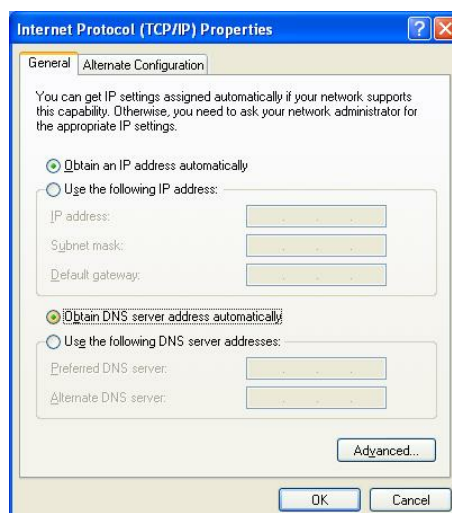 Internet Protocol (TCP/IP) Properties
General
Alternate Configuration
You can get IP settings assigned automatically if your network supports
this capability. Otherwise, you need to ask your network administrator for
the appropriate IP settings.
Obtain an IP address automatically
Use the following IP address:
IP address:
Subnet mask:
Default gateway:
Obtain DNS server address automatically
Use the following DNS server addresses:
Preferred DNS server:
Alternate DNS server:
Advanced...
OK
Cancel